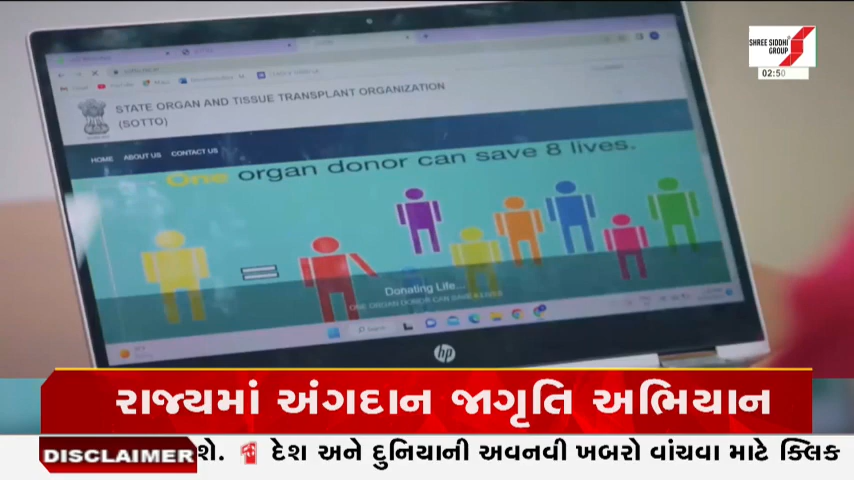 SHREE SIDDHI
GROUP
02:50
STATE ORGAN AND TISSUE TRANSPLANT ORGANIZATION
(SOTTO)
HOME ABOUT US CONTACT US
One organ donor can save 8 lives.
Donating Life...
ONE ORGAN DONOR CAN SAVE 8 LIVES
Search
hp
રાજ્યમાં અંગદાન જાગૃતિ અભિયાન
DISCLAIMER
શે. દેશ અને દુનિયાની અવનવી ખબરો વાંચવા માટે ક્લિક